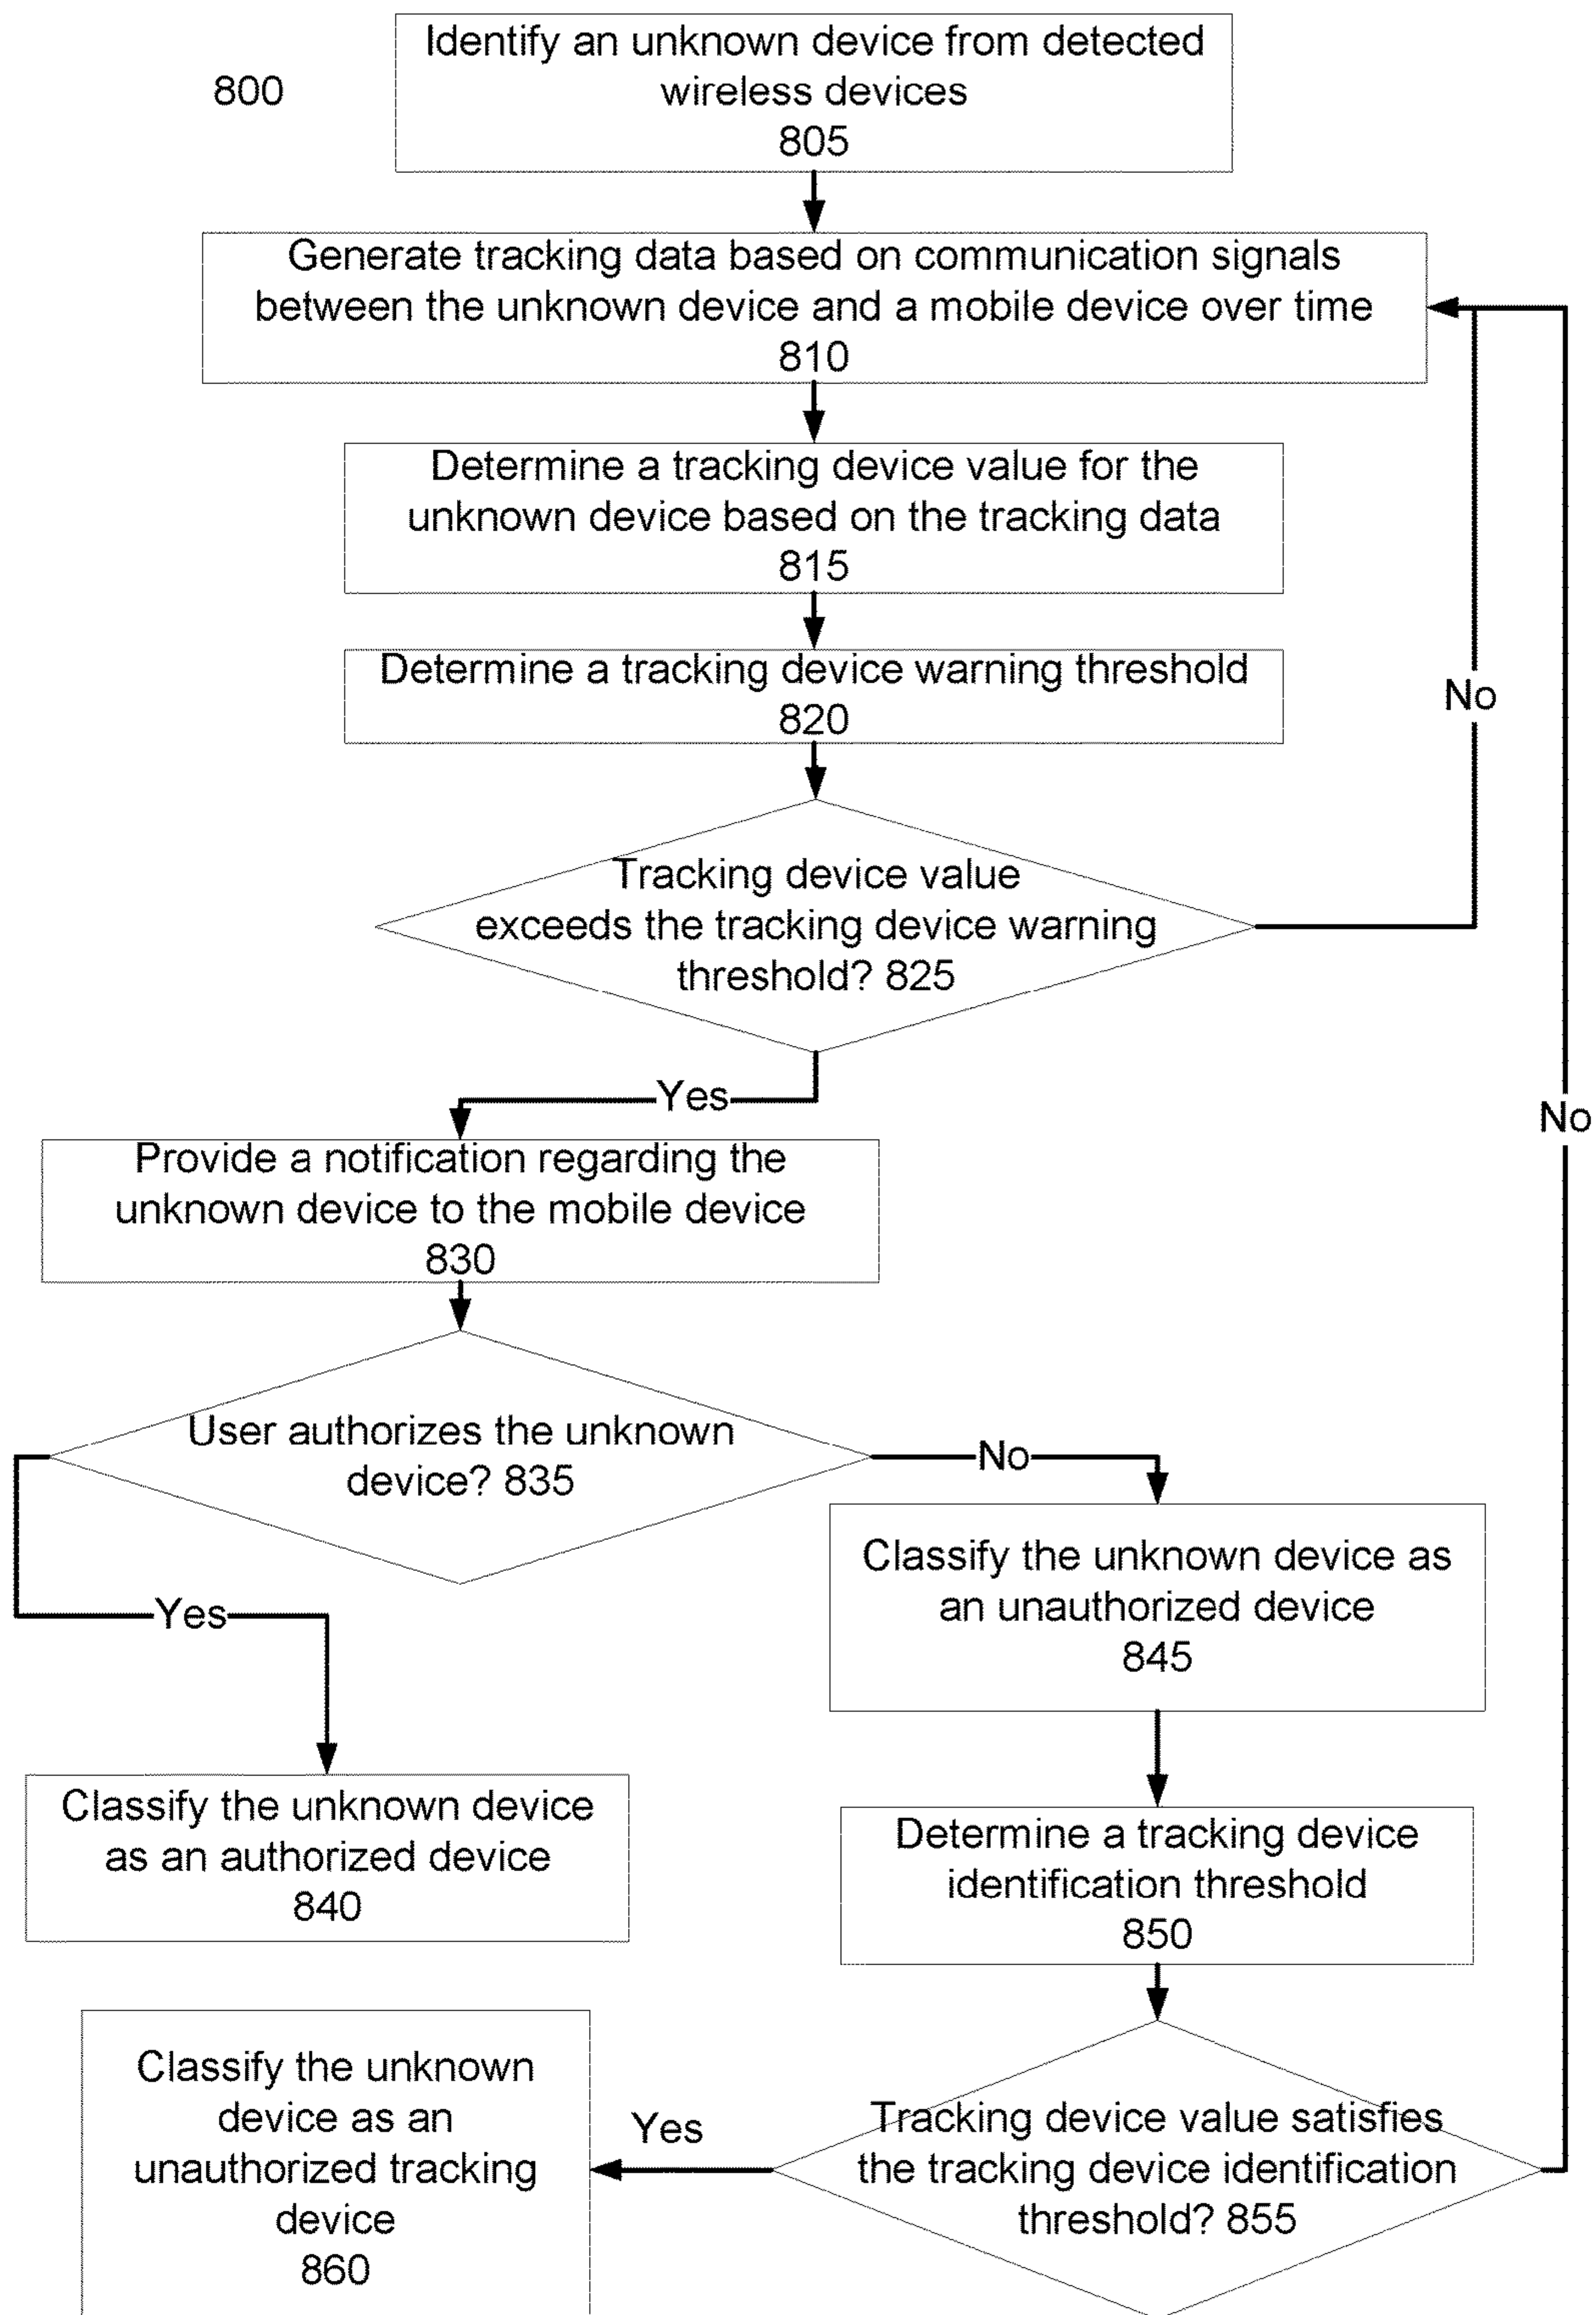 800
Identify an unknown device from detected
wireless devices
805
Generate tracking data based on communication signals
between the unknown device and a mobile device over time
810
Determine a tracking device value for the
unknown device based on the tracking data
815
Determine a tracking device warning threshold
820
No
Tracking device value
exceeds the tracking device warning
threshold? 825
Yes
No
Provide a notification regarding the
unknown device to the mobile device
830
User authorizes the unknown
device? 835
No
Yes
Classify the unknown device as
an unauthorized device
845
Classify the unknown device
as an authorized device
840
Determine a tracking device
identification threshold
850
Tracking device value satisfies
the tracking device identification
threshold? 855
Yes
Classify the unknown
device as an
unauthorized tracking
device
860